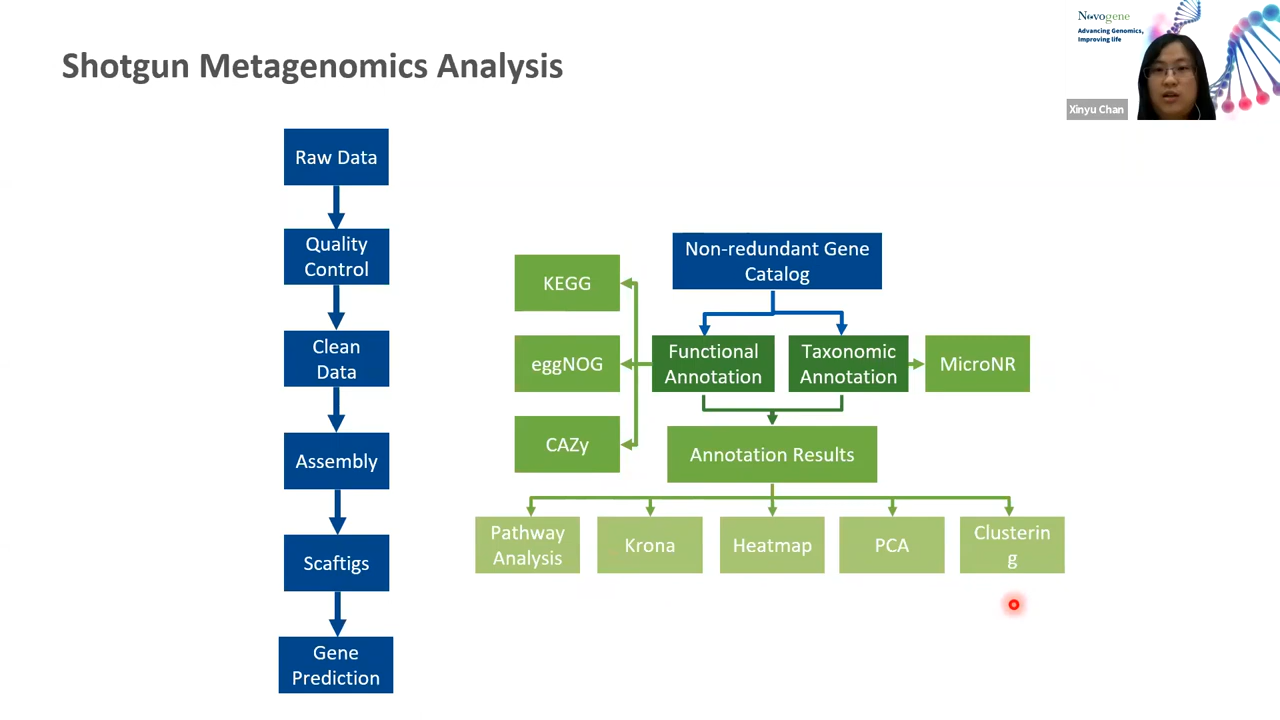 Shotgun Metagenomics Analysis
Novogene
Advancing Genomics,
Improving life
Xinyu Chan
Raw Data
Quality
Control
Clean
Data
Assembly
Scaftigs
Gene
Prediction
Non-redundant Gene
Catalog
KEGG
eggNOG
CAZy
Functional
Annotation
Taxonomic
Annotation
MicroNR
Annotation Results
Pathway
Analysis
Krona
Heatmap
PCA
Clusterin
g